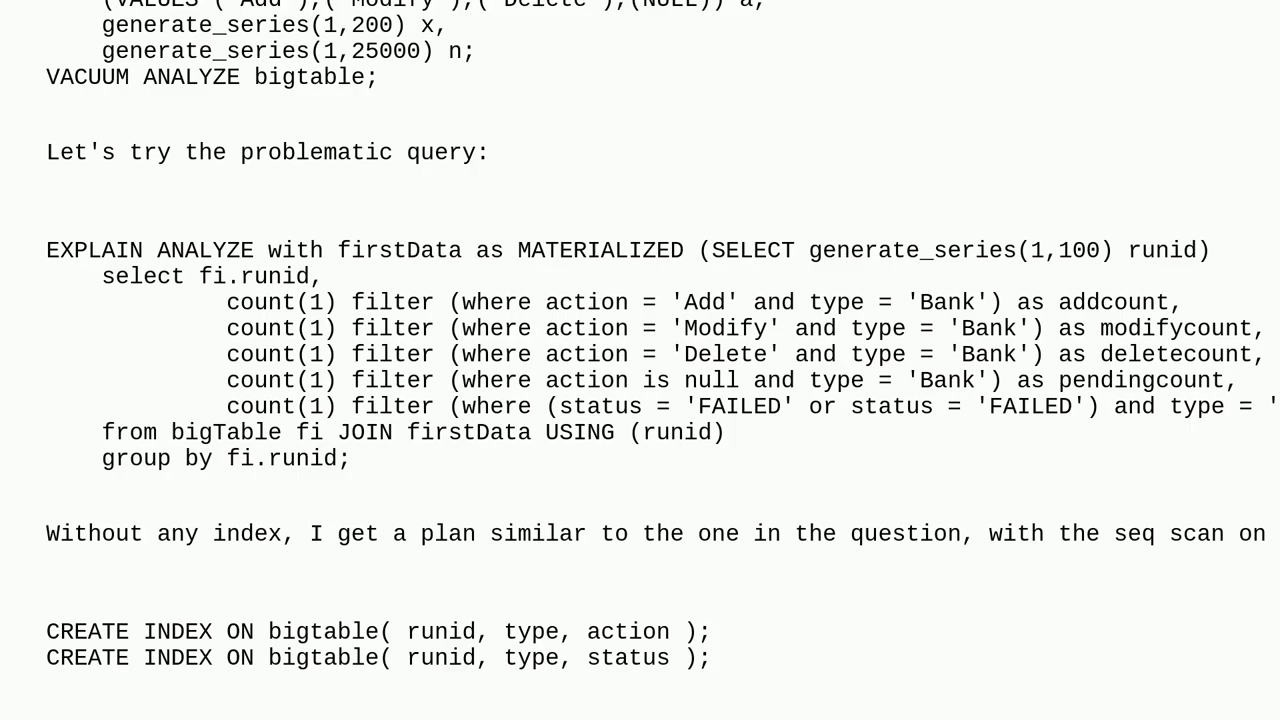 (VALUES ('Add'),('Modify'),('Delete'),(NULL)) a,
generate_series(1,200) x,
generate_series(1,25000) n;
VACUUM ANALYZE bigtable;
Let's try the problematic query:
EXPLAIN ANALYZE with firstData as MATERIALIZED (SELECT generate_series(1,100) runid)
select fi.runid,
count(1) filter (where action = 'Add' and type = 'Bank') as addcount,
count(1) filter (where action = 'Modify' and type = 'Bank') as modifycount,
count(1) filter (where action = 'Delete' and type = 'Bank') as deletecount,
count(1) filter (where action is null and type = 'Bank') as pendingcount,
count(1) filter (where (status = 'FAILED' or status = 'FAILED') and type = '
from bigTable fi JOIN firstData USING (runid)
group by fi.runid;
Without any index, I get a plan similar to the one in the question, with the seq scan on
CREATE INDEX ON bigtable( runid, type, action );
CREATE INDEX ON bigtable( runid, type, status );